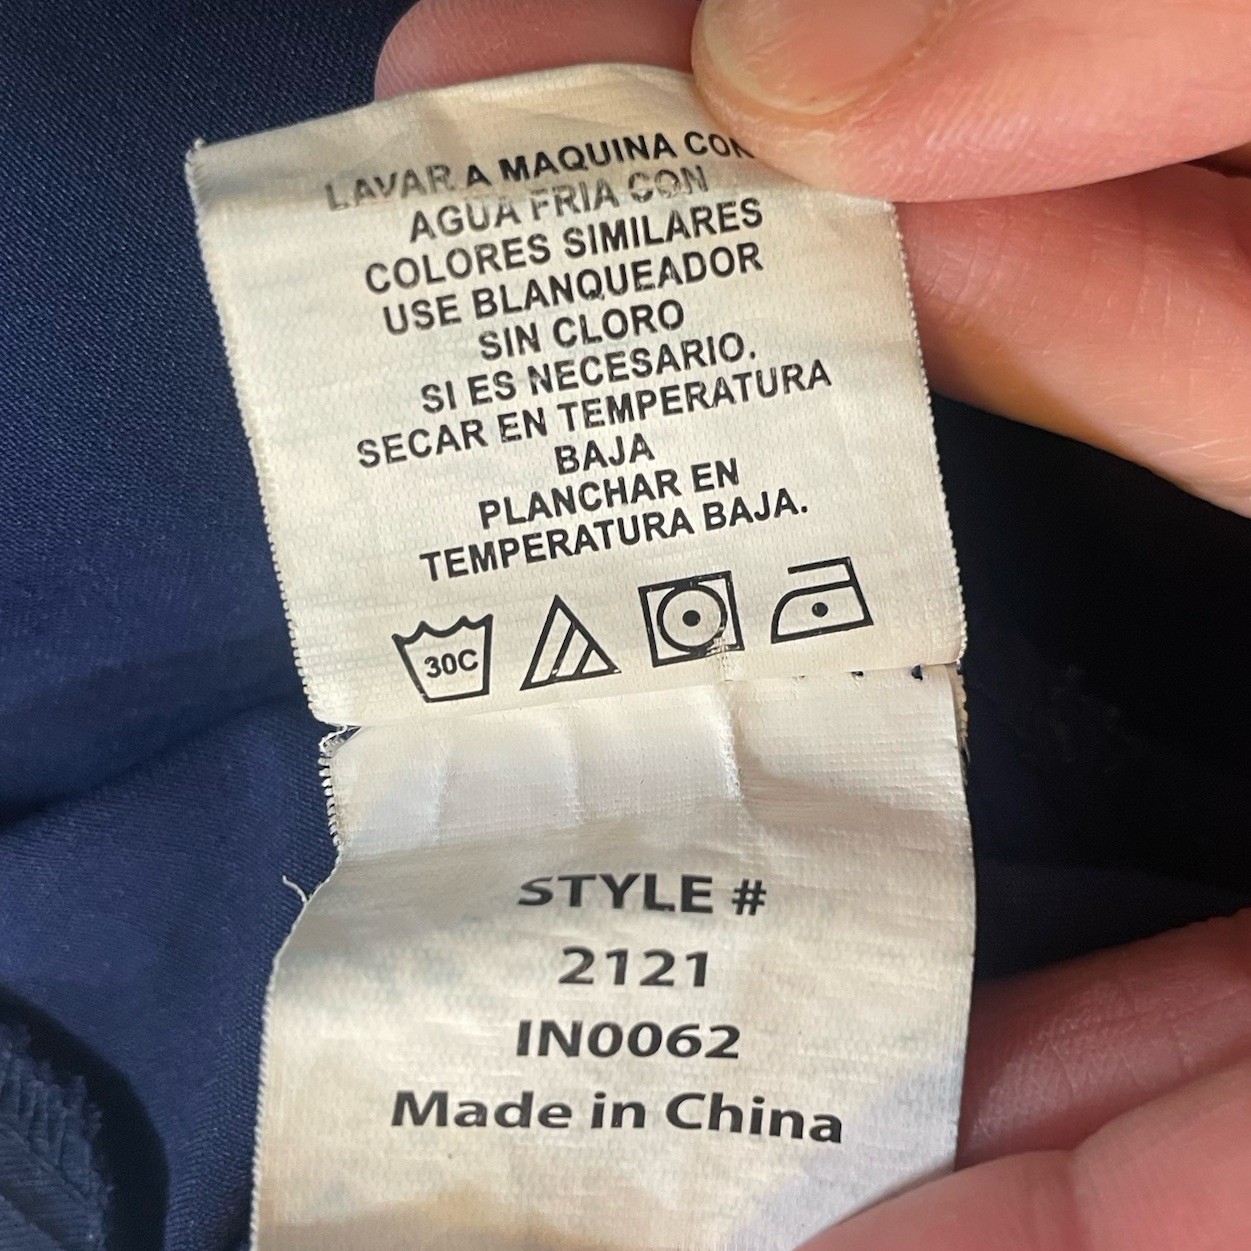 LAVAR A MAQUINA CON
AGUA FRIA CON
COLORES SIMILARES
USE BLANQUEADOR
SIN CLORO
SI ES NECESARIO.
SECAR EN TEMPERATURA
BAJA
PLANCHAR EN
TEMPERATURA BAJA.
30C
STYLE #
2121
IN0062
Made in China